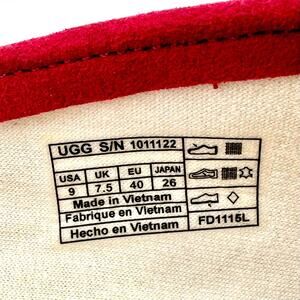 UGG S/N 1011122
USA UK EU JAPAN
9 7.5 40 26
Made in Vietnam
Fabrique en Vietnam
Hecho en Vietnam
FD1115L